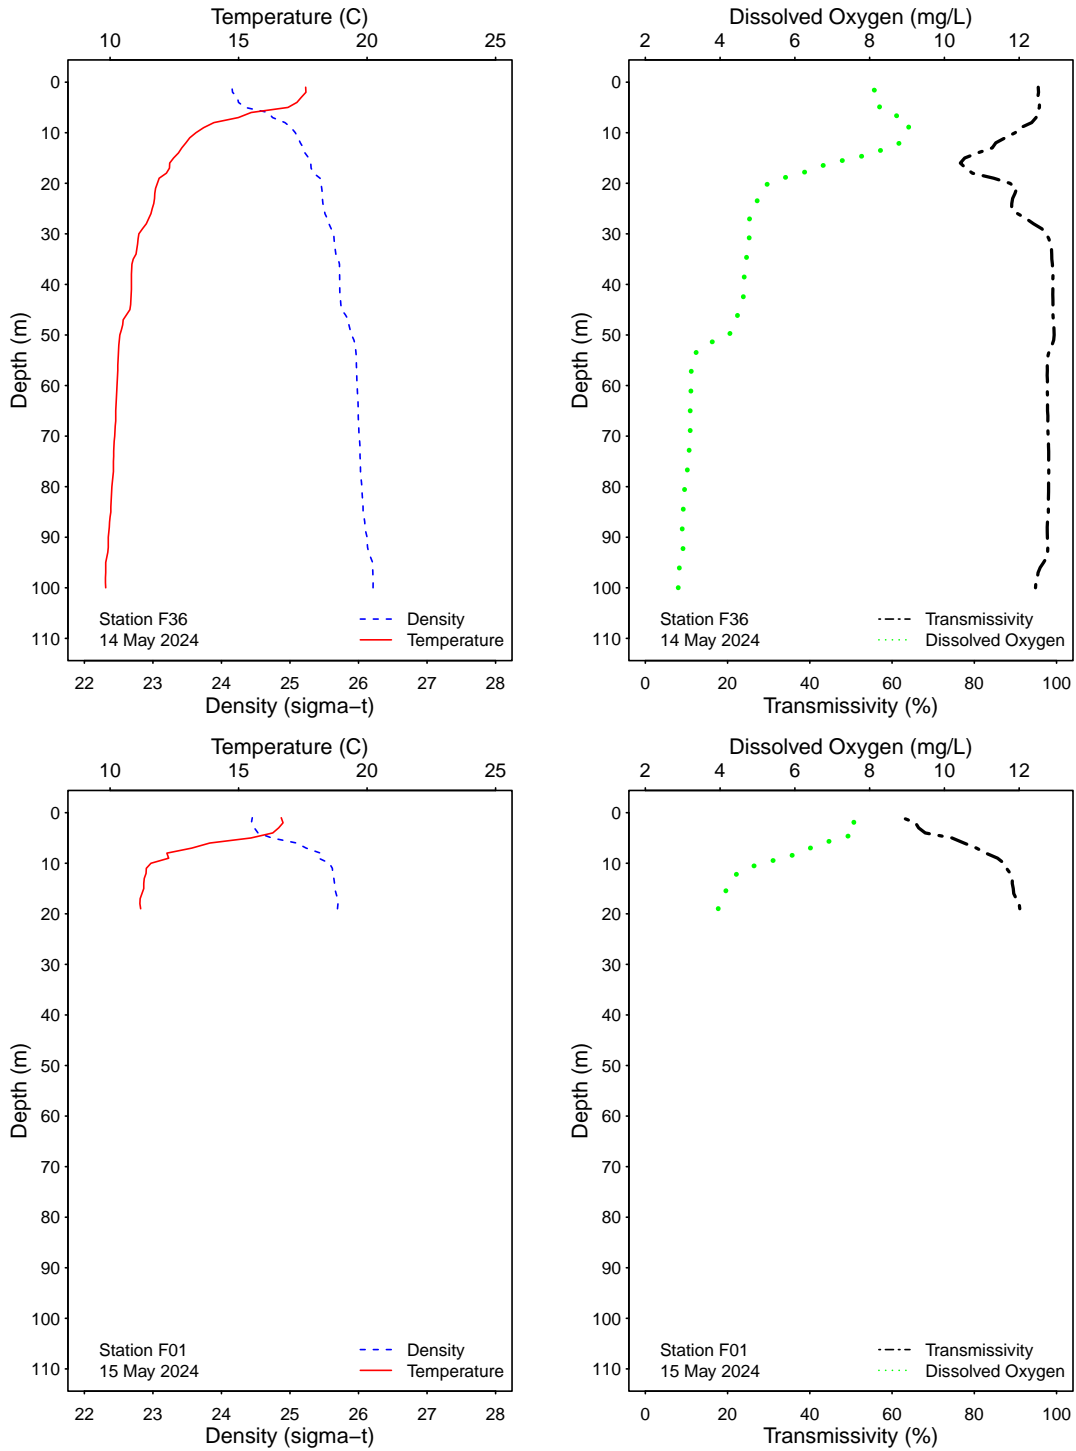 Temperature (C)
10 15 20 25
0
10
20
30
40
50
60
70
80
90
100
110
Depth (m)
Station F36
14 May 2024
Density
Temperature
22 23 24 25 26 27 28
Density (sigma−t)
Dissolved Oxygen (mg/L)
2 4 6 8 10 12
0
10
20
30
40
50
60
70
80
90
100
110
Depth (m)
Station F36
14 May 2024
Transmissivity
Dissolved Oxygen
0 20 40 60 80 100
Transmissivity (%)
Temperature (C)
10 15 20 25
0
10
20
30
40
50
60
70
80
90
100
110
Depth (m)
Station F01
15 May 2024
Density
Temperature
22 23 24 25 26 27 28
Density (sigma−t)
Dissolved Oxygen (mg/L)
2 4 6 8 10 12
0
10
20
30
40
50
60
70
80
90
100
110
Depth (m)
Station F01
15 May 2024
Transmissivity
Dissolved Oxygen
0 20 40 60 80 100
Transmissivity (%)